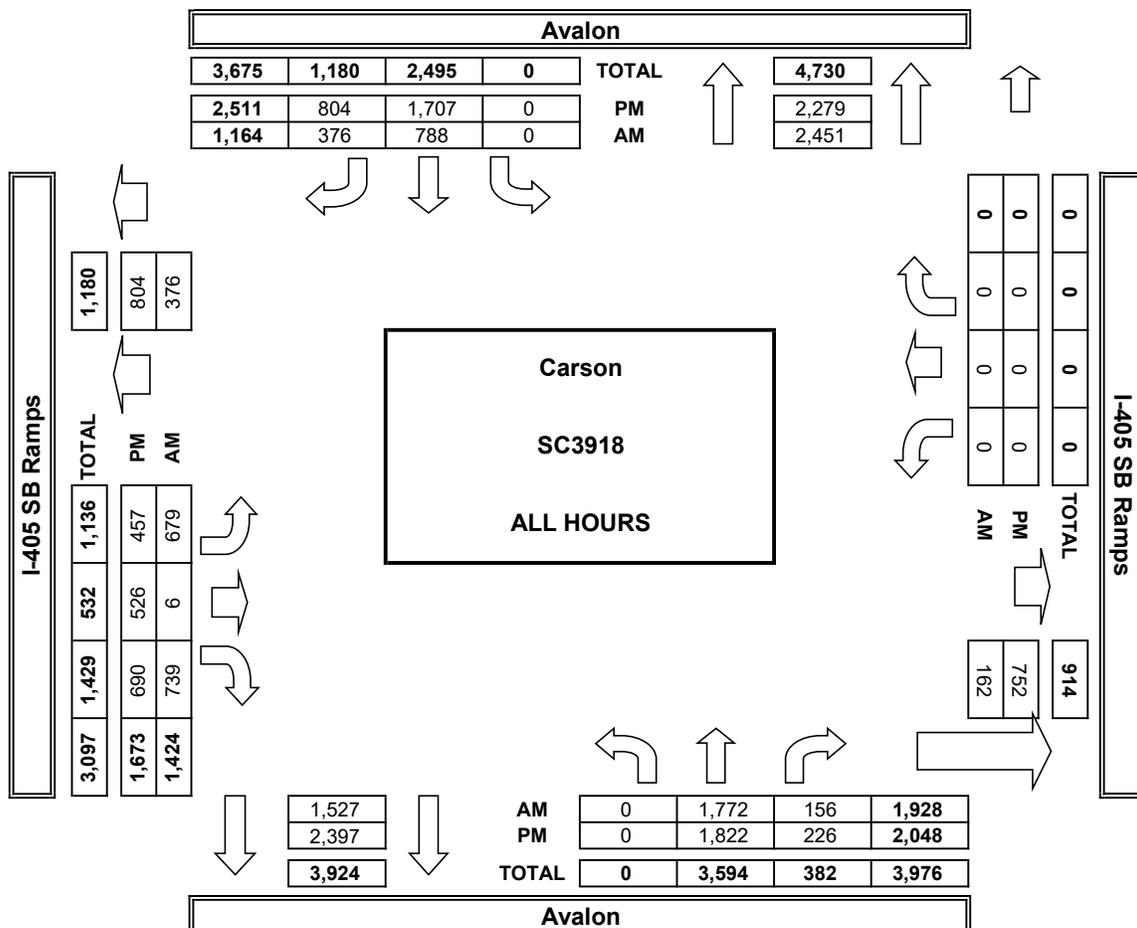 Avalon
3,675 1,180 2,495 0 TOTAL 4,730
2,511 804 1,707 0 PM 2,279
1,164 376 788 0 AM 2,451
I-405 SB Ramps
1,180 804 376
TOTAL PM AM
1,136 457 679
532 526 6
1,429 690 739
3,097 1,673 1,424
Carson
SC3918
ALL HOURS
0 0 0
0 0 0
0 0 0
0 0 0
AM PM TOTAL
162 752 914
I-405 SB Ramps
1,527 AM 0 1,772 156 1,928
2,397 PM 0 1,822 226 2,048
3,924 TOTAL 0 3,594 382 3,976
Avalon